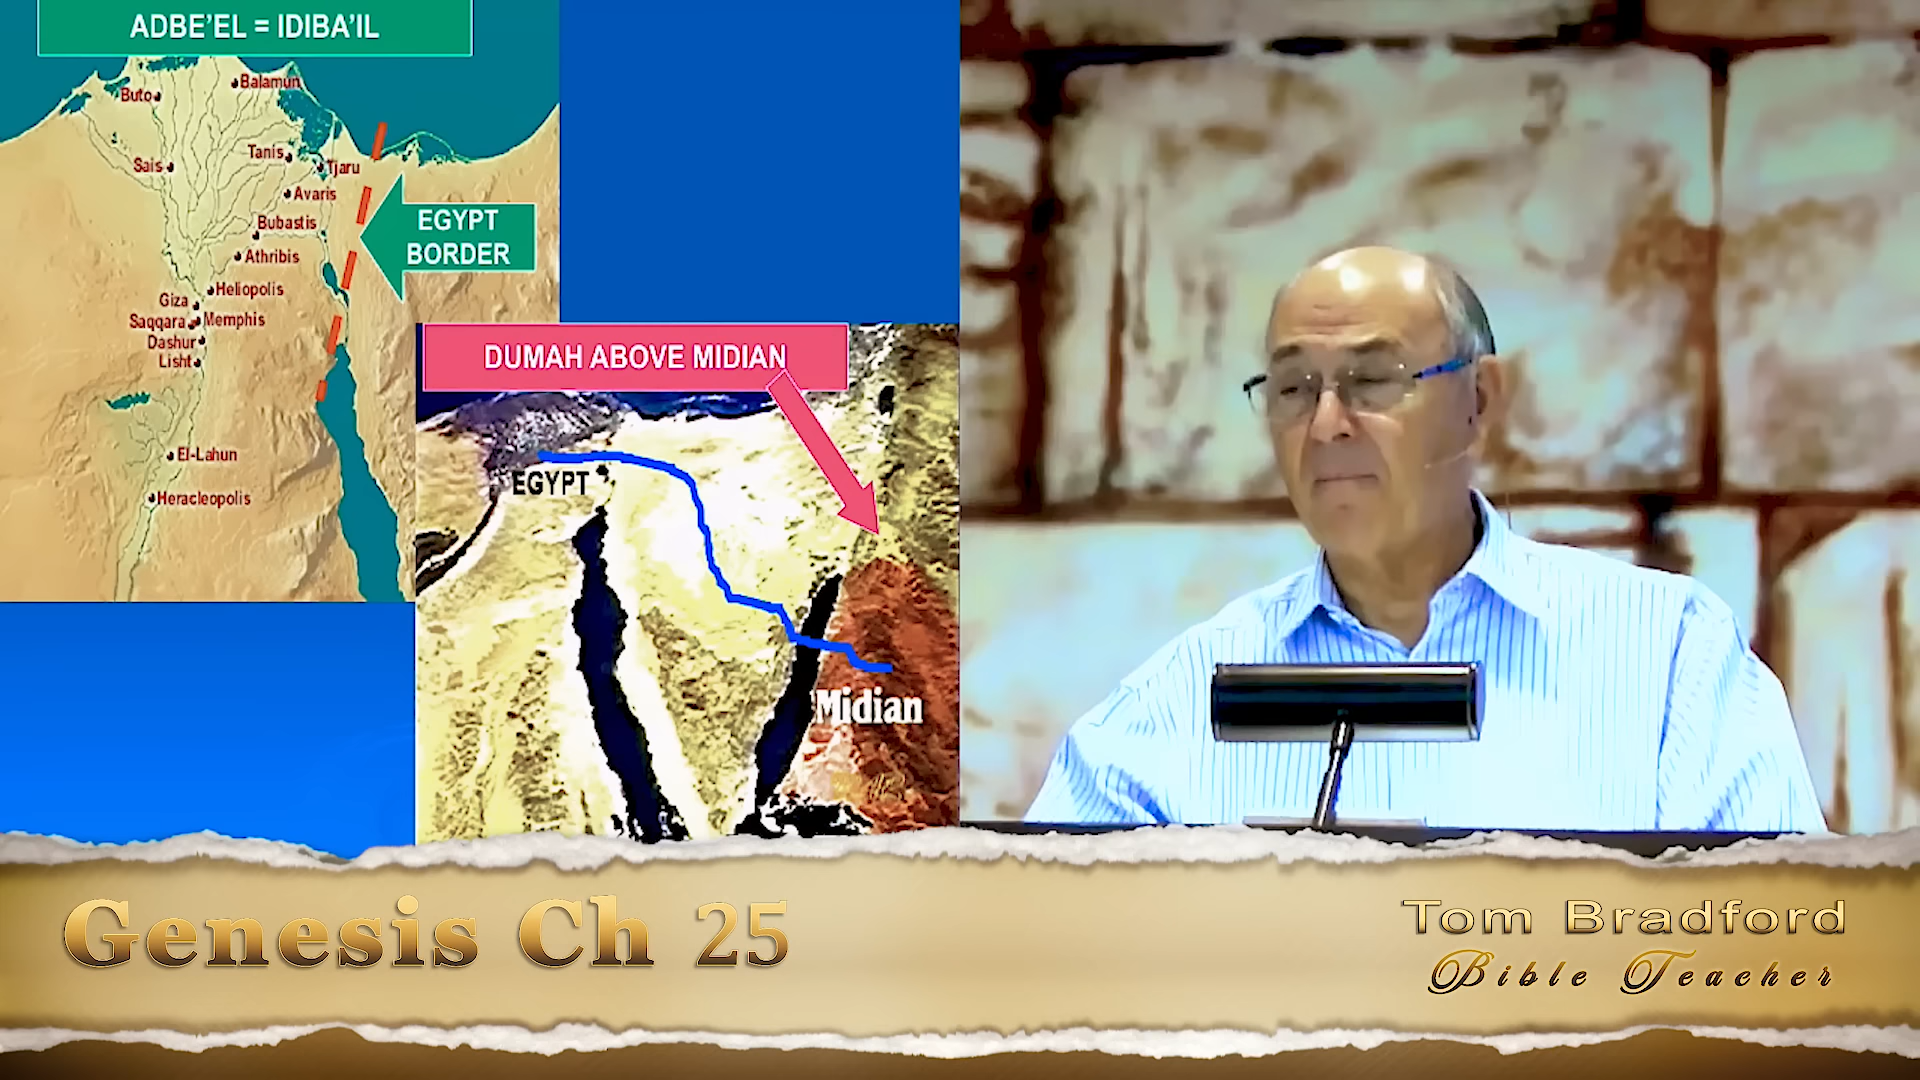 ADBE'EL = IDIBA'IL
Balamun
Buto
Tanis
Sais
Tjaru
Avaris
Bubastis
EGYPT
BORDER
Athribis
Heliopolis
Giza
Saqqara
Memphis
Dashur
Lisht
El-Lahun
Heracleopolis
DUMAH ABOVE MIDIAN
EGYPT
Midian
Genesis Ch 25
Tom Bradford
Bible Teacher